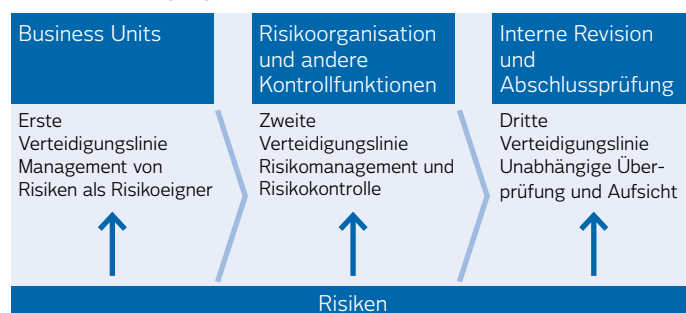 Business Units
Risikoorganisation
und andere
Kontrollfunktionen
Interne Revision
und
Abschlussprüfung
Erste
Verteidigungslinie
Management von
Risiken als Risikoeigner
Zweite
Verteidigungslinie
Risikomanagement und
Risikokontrolle
Dritte
Verteidigungslinie
Unabhängige Über-
prüfung und Aufsicht
Risiken